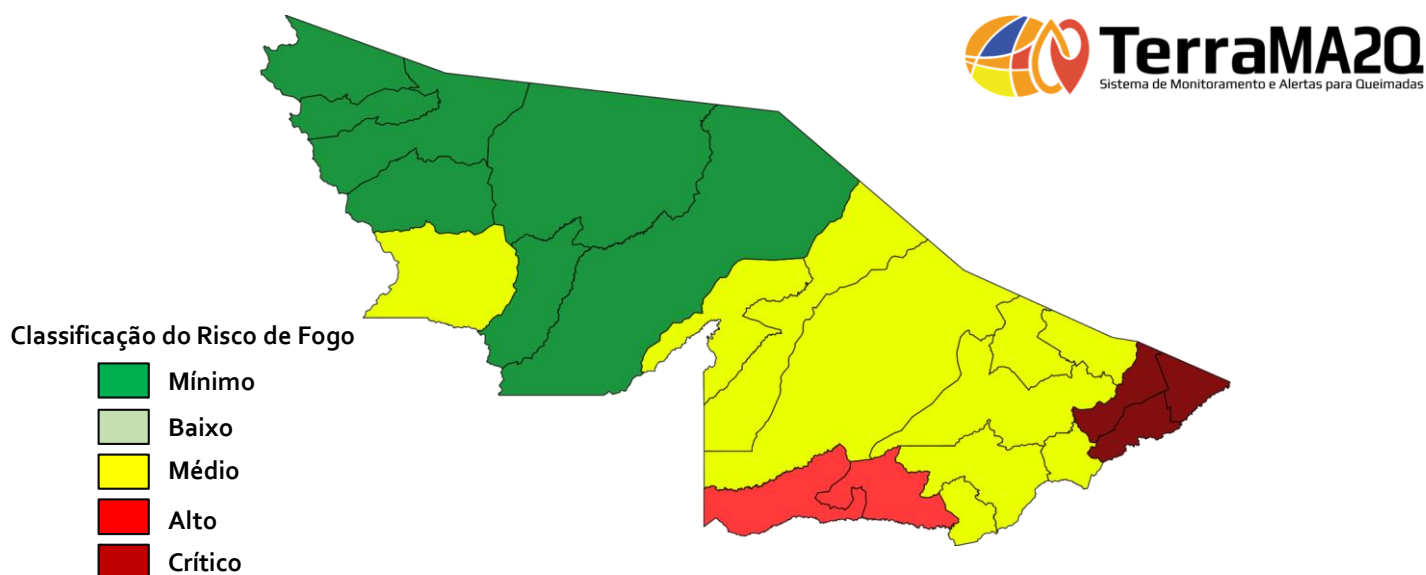 TerraMA2Q
Sistema de Monitoramento e Alertas para Queimadas
Classificação do Risco de Fogo
Mínimo
Baixo
Médio
Alto
Crítico